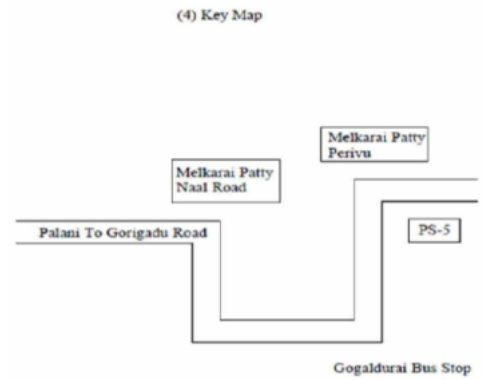 (4) Key Map
Melkarai Patty
Perivu
Melkarai Patty
Naal Road
Palani To Gorigadu Road
PS-5
Gogaldurai Bus Stop